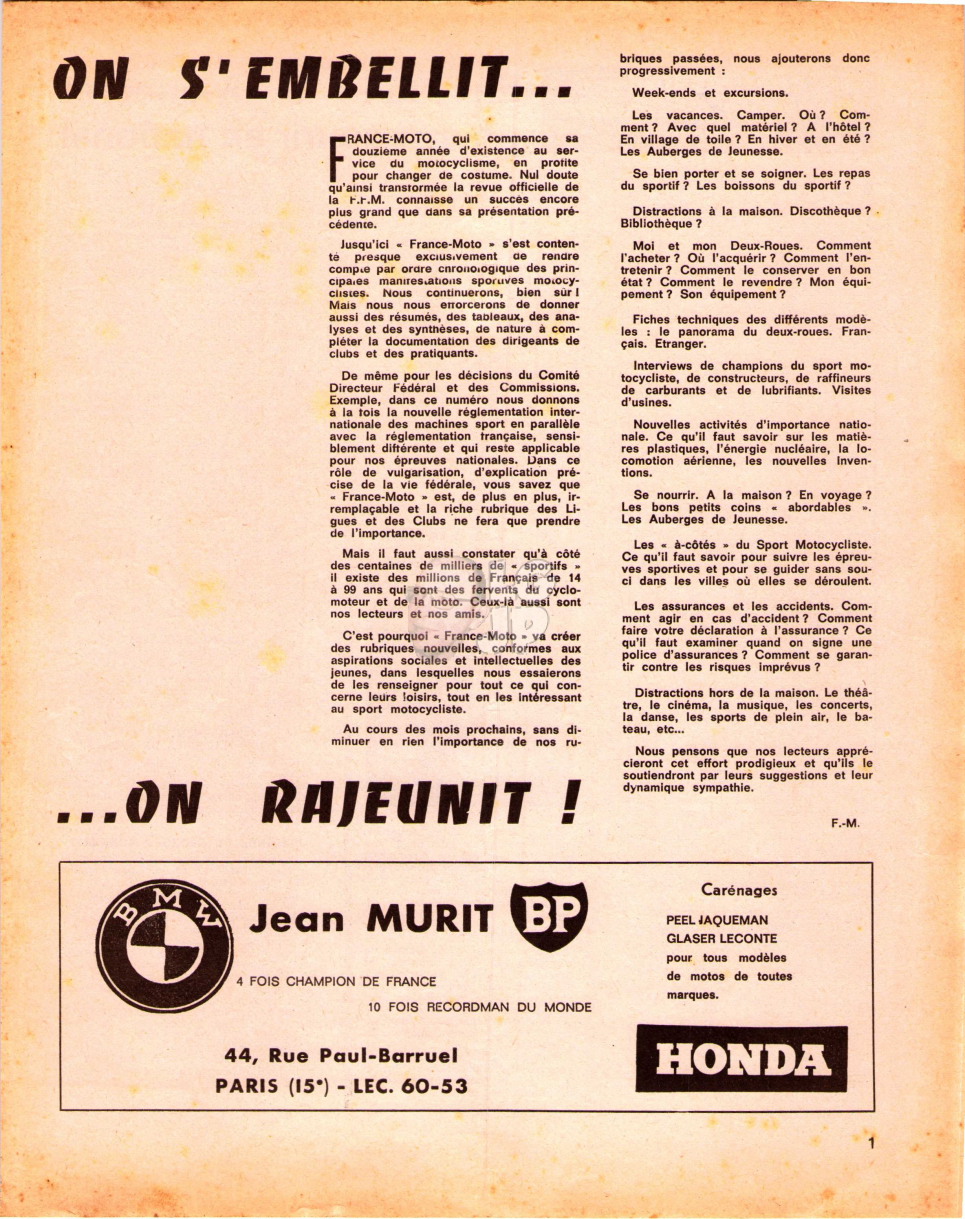 ON S'EMBELLIT...
FRANCE-MOTO, qui commence sa
douzième année d'existence au ser-
vice du motocyclisme, en profite
pour changer de costume. Nul doute
qu'ainsi transformée la revue officielle de
la F.F.M. connaisse un succès encore
plus grand que dans sa présentation pré-
cédente.
Jusqu'ici « France-Moto » s'est conten-
té presque exclusivement de rendre
compte par ordre chronologique des prin-
cipales manifestations sportives motocy-
clistes. Nous continuerons, bien sûr !
Mais nous nous efforcerons de donner
aussi des résumés, des tableaux, des ana-
lyses et des synthèses, de nature à com-
pléter la documentation des dirigeants de
clubs et des pratiquants.
De même pour les décisions du Comité
Directeur Fédéral et des Commissions.
Exemple, dans ce numéro nous donnons
à la fois la nouvelle réglementation inter-
nationale des machines sport en parallèle
avec la réglementation française, sensi-
blement différente et qui reste applicable
pour nos épreuves nationales. Dans ce
rôle de vulgarisation, d'explication pré-
cise de la vie fédérale, vous savez que
« France-Moto » est, de plus en plus, ir-
remplaçable et la riche rubrique des Li-
gues et des Clubs ne fera que prendre
de l'importance.
Mais il faut aussi constater qu'à côté
des centaines de milliers de « sportifs »
il existe des millions de Français de 14
à 99 ans qui sont des fervents du cyclo-
moteur et de la moto. Ceux-là aussi sont
nos lecteurs et nos amis.
C'est pourquoi « France-Moto » va créer
des rubriques nouvelles, conformes aux
aspirations sociales et intellectuelles des
jeunes, dans lesquelles nous essaierons
de les renseigner pour tout ce qui con-
cerne leurs loisirs, tout en les intéressant
au sport motocycliste.
Au cours des mois prochains, sans di-
minuer en rien l'importance de nos ru-
briques passées, nous ajouterons donc
progressivement :
Week-ends et excursions.
Les vacances. Camper. Où ? Com-
ment ? Avec quel matériel ? A l'hôtel ?
En village de toile ? En hiver et en été ?
Les Auberges de Jeunesse.
Se bien porter et se soigner. Les repas
du sportif ? Les boissons du sportif ?
Distractions à la maison. Discothèque ?
Bibliothèque ?
Moi et mon Deux-Roues. Comment
l'acheter ? Où l'acquérir ? Comment l'en-
tretenir ? Comment le conserver en bon
état ? Comment le revendre ? Mon équi-
pement ? Son équipement ?
Fiches techniques des différents modè-
les : le panorama du deux-roues. Fran-
çais. Etranger.
Interviews de champions du sport mo-
tocycliste, de constructeurs, de raffineurs
de carburants et de lubrifiants. Visites
d'usines.
Nouvelles activités d'importance natio-
nale. Ce qu'il faut savoir sur les matiè-
res plastiques, l'énergie nucléaire, la lo-
comotion aérienne, les nouvelles inven-
tions.
Se nourrir. A la maison ? En voyage ?
Les bons petits coins « abordables ».
Les Auberges de Jeunesse.
Les « à-côtés » du Sport Motocycliste.
Ce qu'il faut savoir pour suivre les épreu-
ves sportives et pour se guider sans sou-
ci dans les villes où elles se déroulent.
Les assurances et les accidents. Com-
ment agir en cas d'accident ? Comment
faire votre déclaration à l'assurance ? Ce
qu'il faut examiner quand on signe une
police d'assurances ? Comment se garan-
tir contre les risques imprévus ?
Distractions hors de la maison. Le théâ-
tre, le cinéma, la musique, les concerts,
la danse, les sports de plein air, le ba-
teau, etc...
Nous pensons que nos lecteurs appré-
cieront cet effort prodigieux et qu'ils le
soutiendront par leurs suggestions et leur
dynamique sympathie.
F.-M.
...ON RAJEUNIT !
BMW
Jean MURIT
BP
4 FOIS CHAMPION DE FRANCE
10 FOIS RECORDMAN DU MONDE
44, Rue Paul-Barruel
PARIS (15°) - LEC. 60-53
Carénages
PEEL JAQUEMAN
GLASER LECONTE
pour tous modèles
de motos de toutes
marques.
HONDA
1